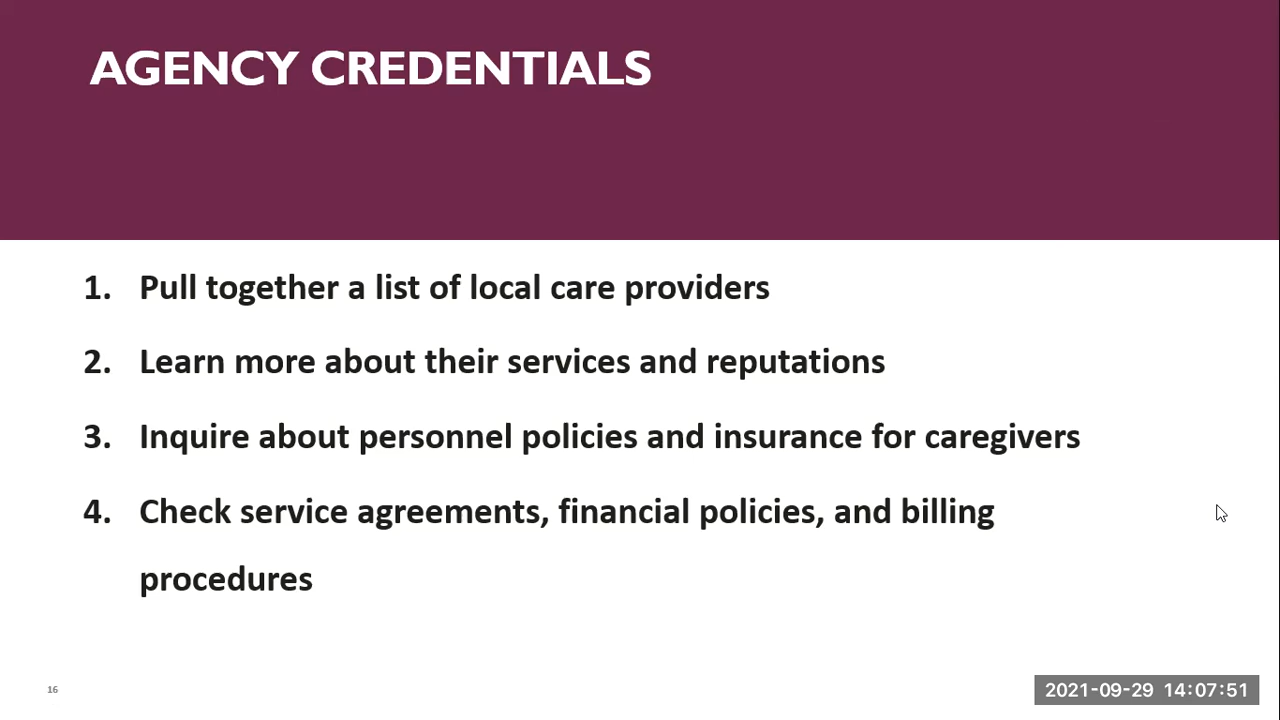 AGENCY CREDENTIALS
1. Pull together a list of local care providers
2. Learn more about their services and reputations
3. Inquire about personnel policies and insurance for caregivers
4. Check service agreements, financial policies, and billing
procedures
16
2021-09-29 14:07:51